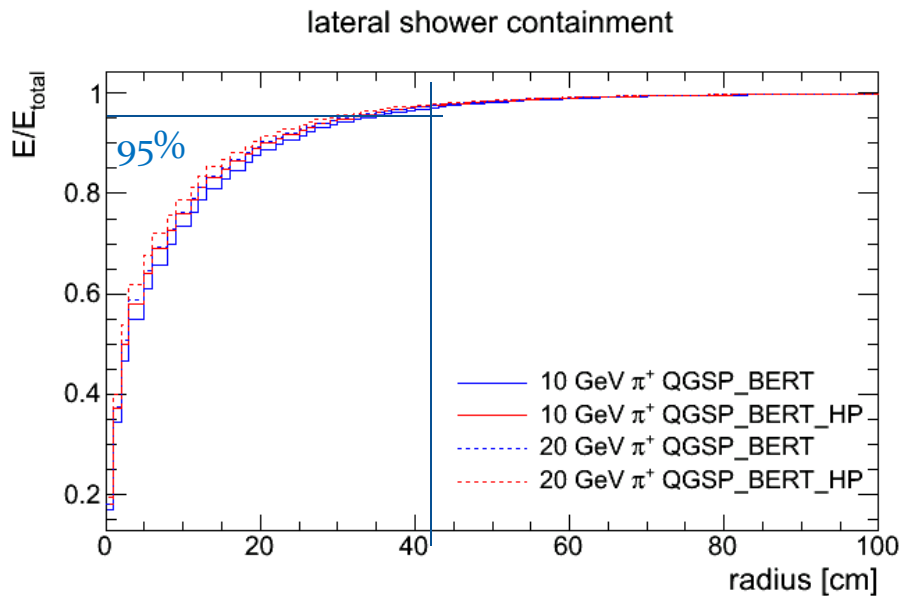 lateral shower containment
E/E_total
1
0.8
0.6
0.4
0.2
95%
10 GeV π⁺ QGSP_BERT
10 GeV π⁺ QGSP_BERT_HP
20 GeV π⁺ QGSP_BERT
20 GeV π⁺ QGSP_BERT_HP
0 20 40 60 80 100
radius [cm]